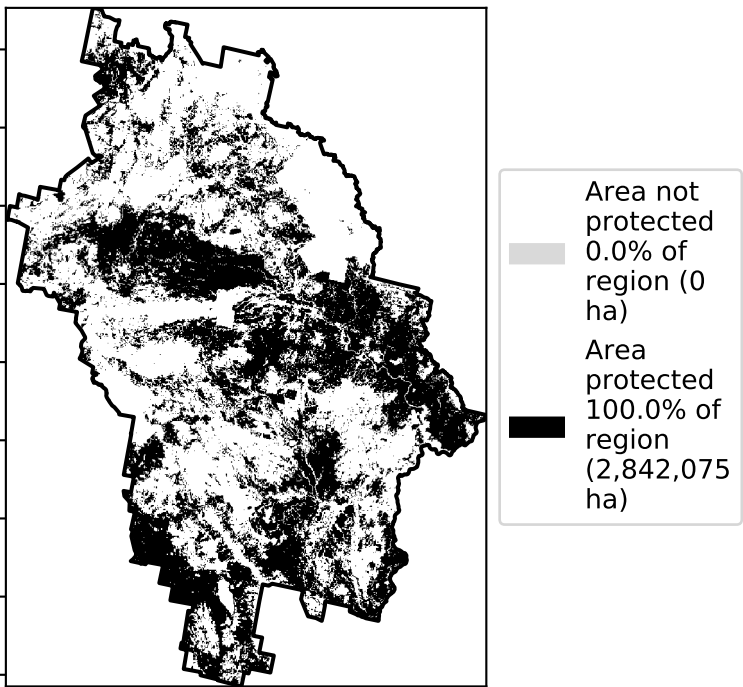 Area not
protected
0.0% of
region (0
ha)
Area
protected
100.0% of
region
(2,842,075
ha)